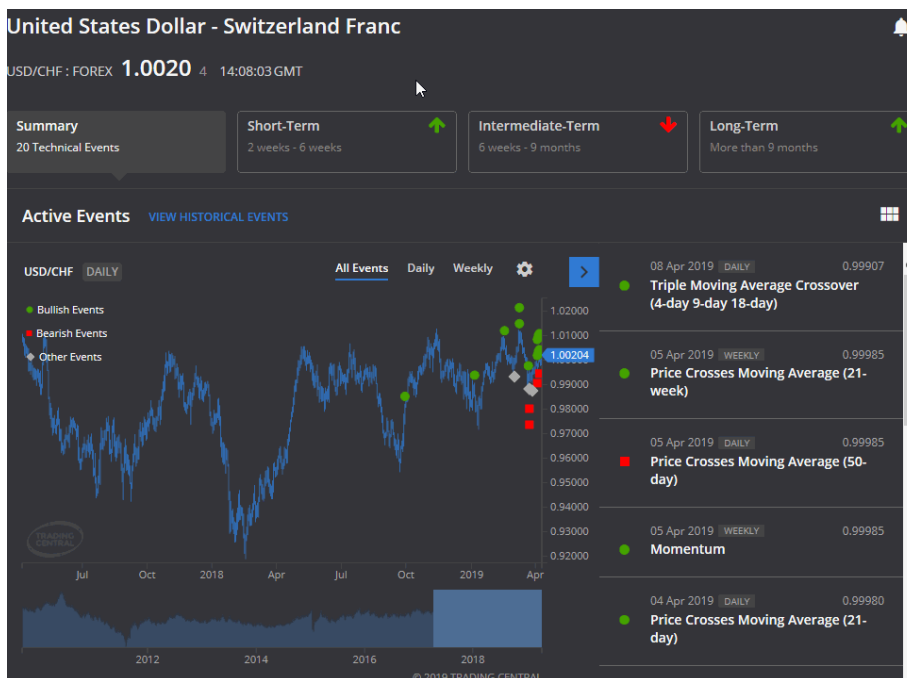 United States Dollar - Switzerland Franc
USD/CHF : FOREX 1.0020 4 14:08:03 GMT
Summary
20 Technical Events
Short-Term
2 weeks - 6 weeks
Intermediate-Term
6 weeks - 9 months
Long-Term
More than 9 months
Active Events VIEW HISTORICAL EVENTS
USD/CHF DAILY
All Events Daily Weekly
Bullish Events
Bearish Events
Other Events
1.02000
1.01000
1.00204
0.99000
0.98000
0.97000
0.96000
0.95000
0.94000
0.93000
0.92000
TRADING
CENTRAL
Jul Oct 2018 Apr Jul Oct 2019 Apr
2012 2014 2016 2018
© 2019 TRADING CENTRAL
08 Apr 2019 DAILY 0.99907
Triple Moving Average Crossover
(4-day 9-day 18-day)
05 Apr 2019 WEEKLY 0.99985
Price Crosses Moving Average (21-
week)
05 Apr 2019 DAILY 0.99985
Price Crosses Moving Average (50-
day)
05 Apr 2019 WEEKLY 0.99985
Momentum
04 Apr 2019 DAILY 0.99980
Price Crosses Moving Average (21-
day)